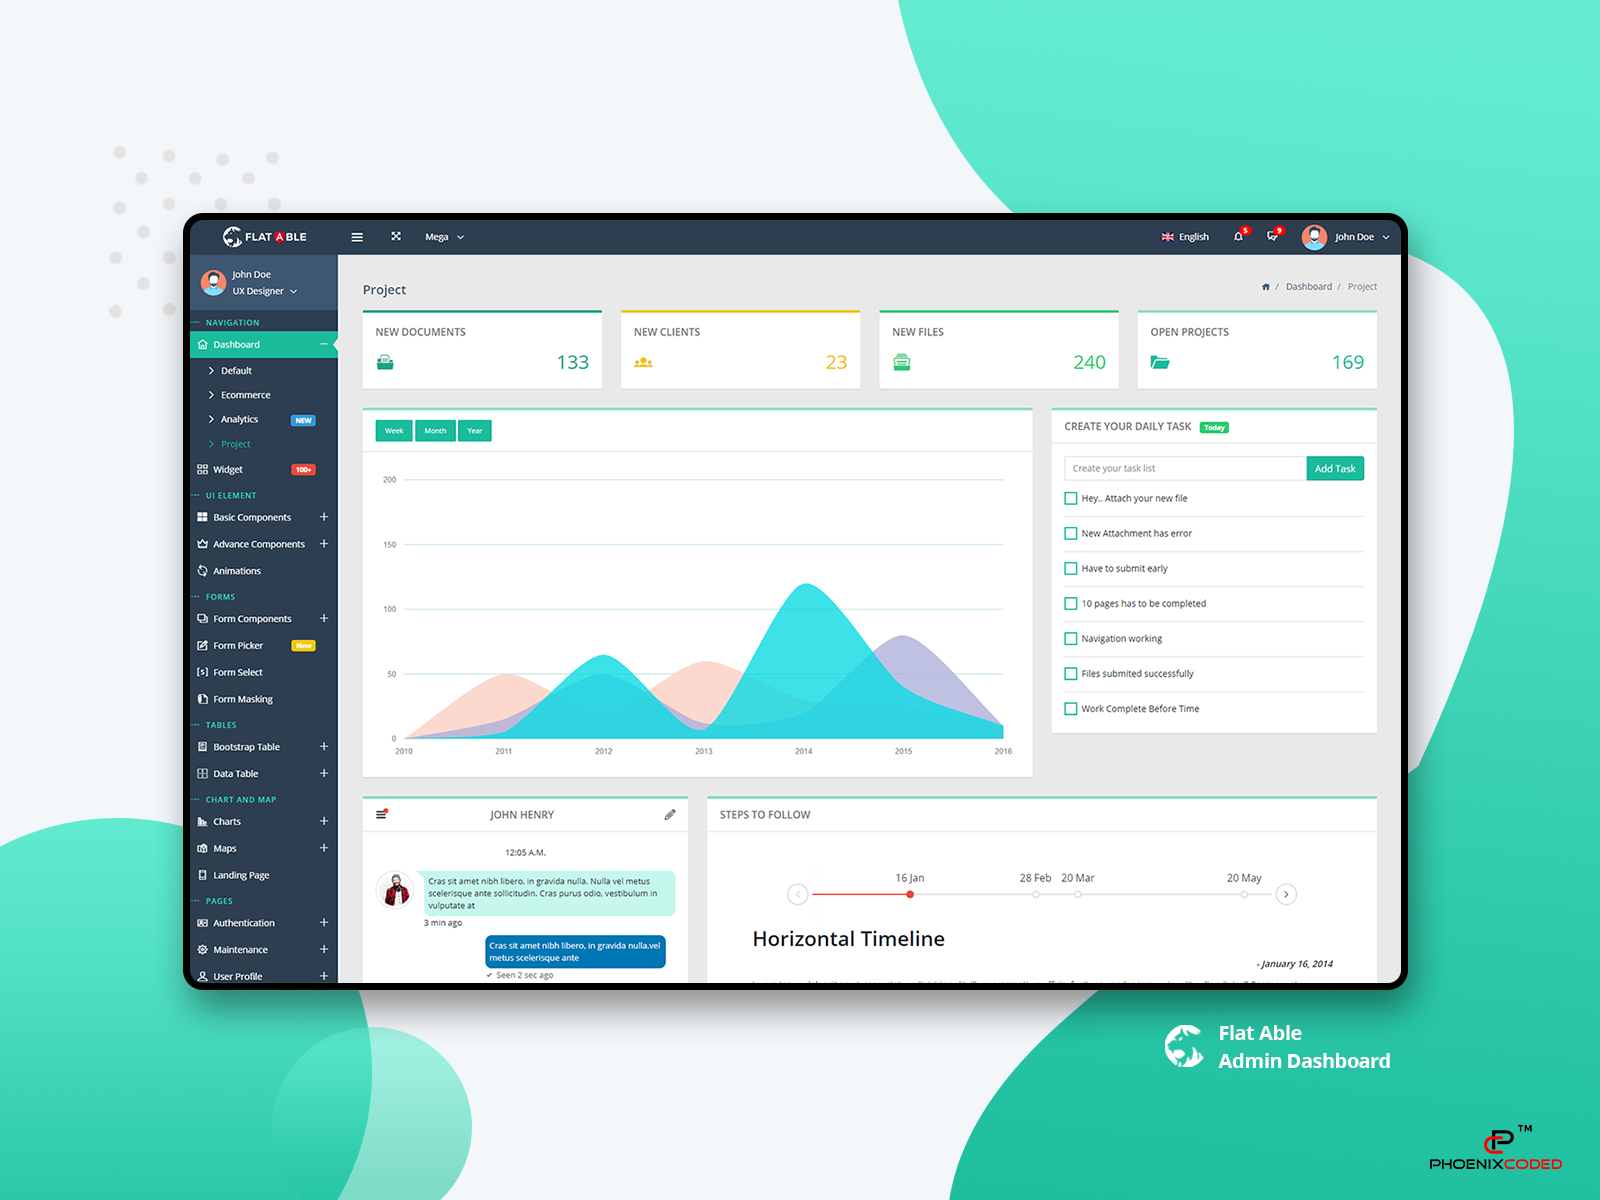 FLAT ABLE
Mega
English
5
9
John Doe
John Doe
UX Designer
NAVIGATION
Dashboard
Default
Ecommerce
Analytics NEW
Project
Widget 100+
UI ELEMENT
Basic Components
Advance Components
Animations
FORMS
Form Components
Form Picker New
Form Select
Form Masking
TABLES
Bootstrap Table
Data Table
CHART AND MAP
Charts
Maps
Landing Page
PAGES
Authentication
Maintenance
User Profile
Project
/ Dashboard / Project
NEW DOCUMENTS
133
NEW CLIENTS
23
NEW FILES
240
OPEN PROJECTS
169
Week Month Year
200
150
100
50
0
2010 2011 2012 2013 2014 2015 2016
CREATE YOUR DAILY TASK Today
Create your task list Add Task
Hey.. Attach your new file
New Attachment has error
Have to submit early
10 pages has to be completed
Navigation working
Files submited successfully
Work Complete Before Time
JOHN HENRY
12:05 A.M.
Cras sit amet nibh libero, in gravida nulla. Nulla vel metus
scelerisque ante sollicitudin. Cras purus odio, vestibulum in
vulputate at
3 min ago
Cras sit amet nibh libero, in gravida nulla.vel
metus scelerisque ante
Seen 2 sec ago
STEPS TO FOLLOW
16 Jan 28 Feb 20 Mar 20 May
Horizontal Timeline
- January 16, 2014
Flat Able
Admin Dashboard
TM
PHOENIXCODED